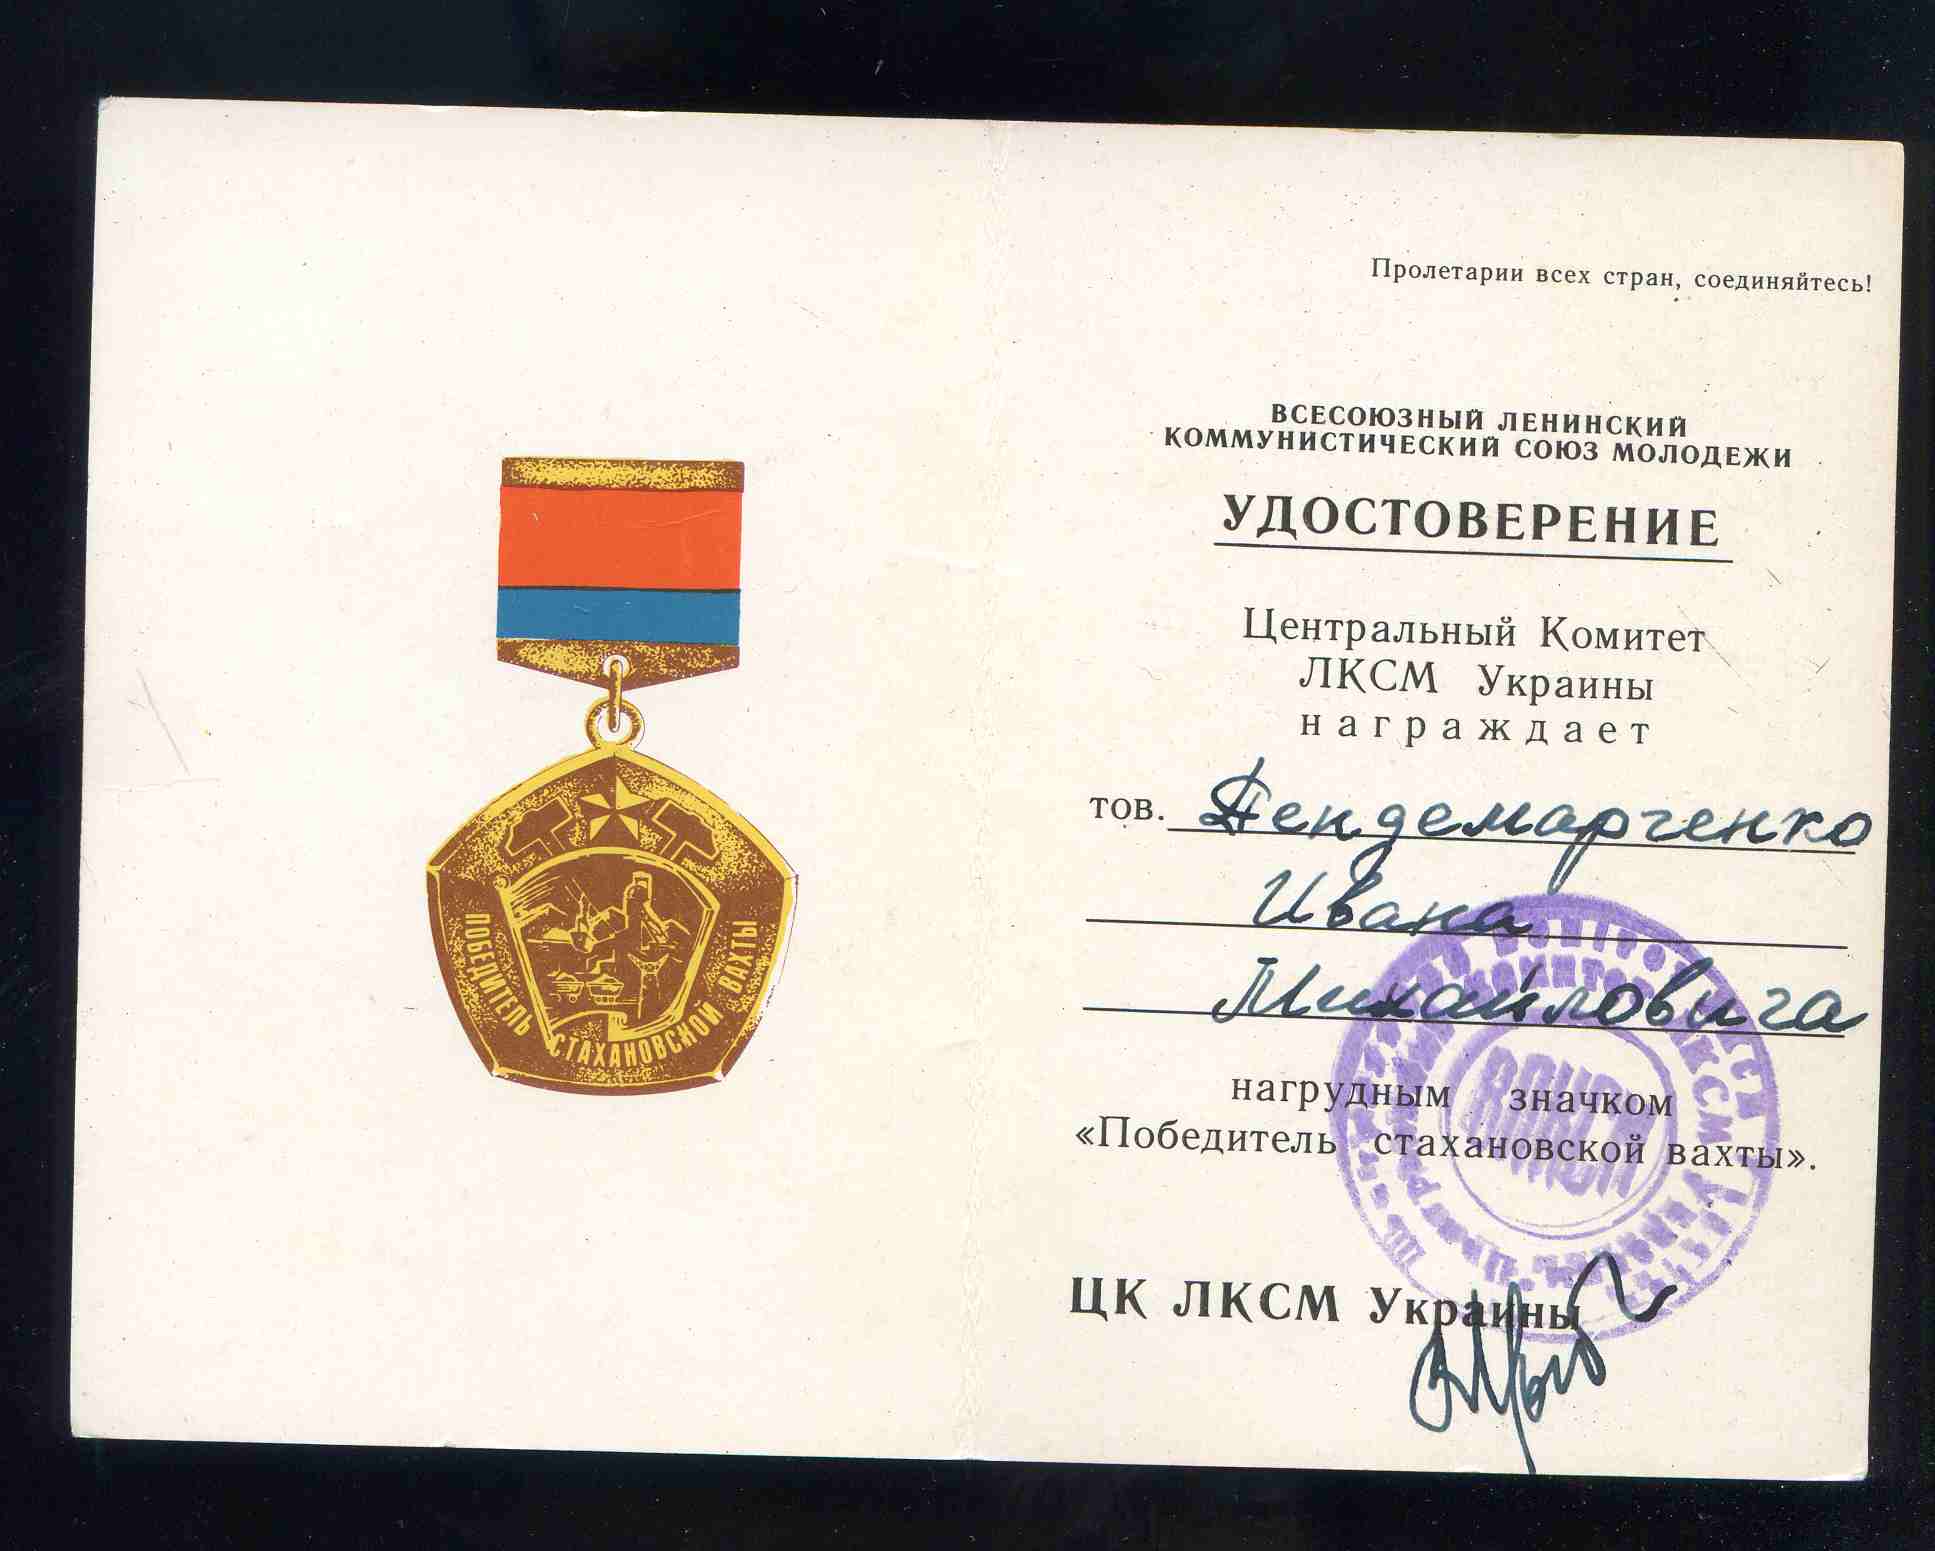 ПОБЕДИТЕЛЬ СТАХАНОВСКОЙ ВАХТЫ
Пролетарии всех стран, соединяйтесь!
ВСЕСОЮЗНЫЙ ЛЕНИНСКИЙ
КОММУНИСТИЧЕСКИЙ СОЮЗ МОЛОДЕЖИ
УДОСТОВЕРЕНИЕ
Центральный Комитет
ЛКСМ Украины
награждает
тов. Дендемарченко
Ивана
Михайловича
нагрудным значком
«Победитель стахановской вахты».
ЦК ЛКСМ Украины